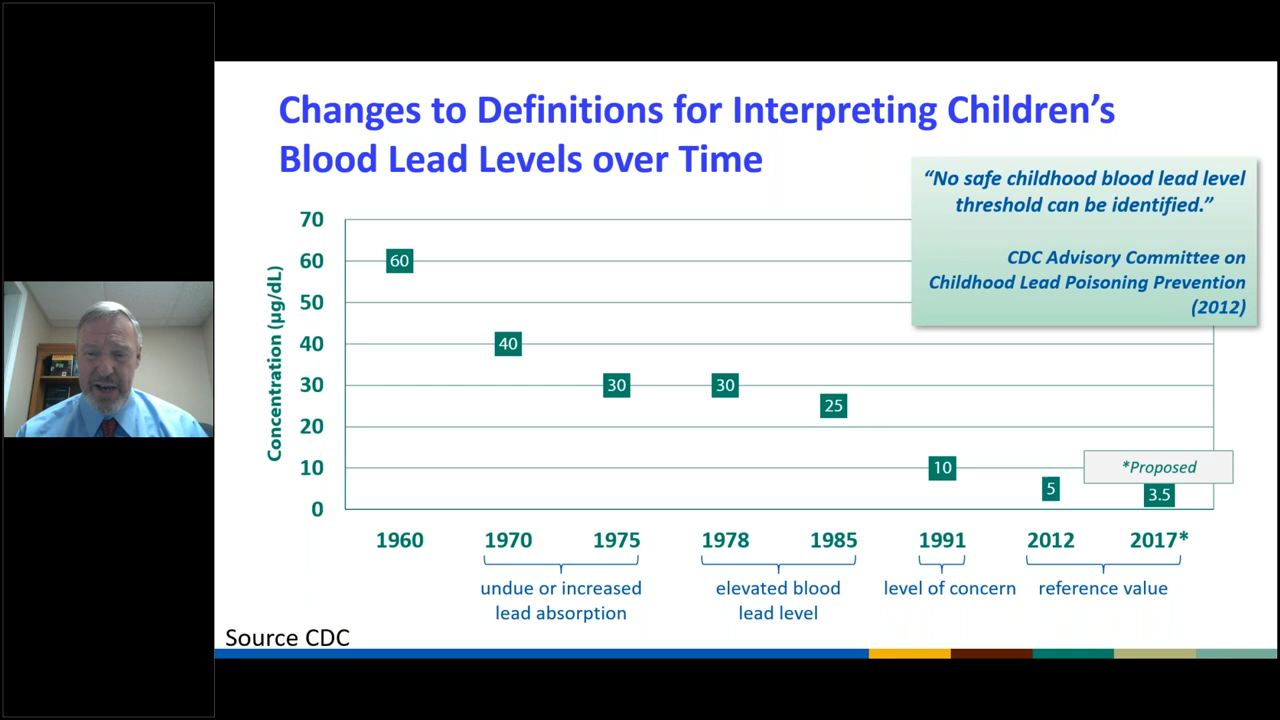 Changes to Definitions for Interpreting Children’s
Blood Lead Levels over Time
“No safe childhood blood lead level
threshold can be identified.”
CDC Advisory Committee on
Childhood Lead Poisoning Prevention
(2012)
Concentration (µg/dL)
70
60
50
40
30
20
10
0
60
40
30
30
25
10
5
3.5
*Proposed
1960
1970
1975
1978
1985
1991
2012
2017*
undue or increased
lead absorption
elevated blood
lead level
level of concern
reference value
Source CDC